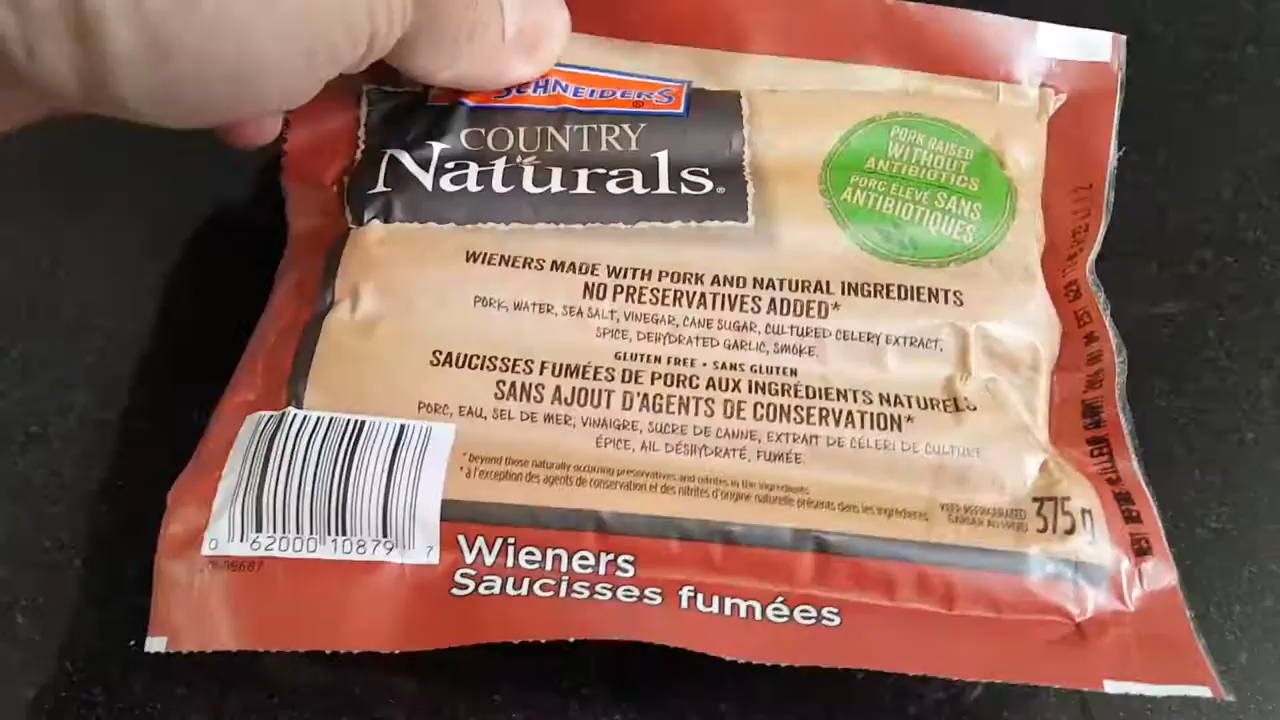 SCHNEIDERS
COUNTRY
Naturals
PORK RAISED
WITHOUT
ANTIBIOTICS
PORC ÉLEVÉ SANS
ANTIBIOTIQUES
WIENERS MADE WITH PORK AND NATURAL INGREDIENTS
NO PRESERVATIVES ADDED*
PORK, WATER, SEA SALT, VINEGAR, CANE SUGAR, CULTURED CELERY EXTRACT,
SPICE, DEHYDRATED GARLIC, SMOKE.
GLUTEN FREE • SANS GLUTEN
SAUCISSES FUMÉES DE PORC AUX INGRÉDIENTS NATURELS
SANS AJOUT D'AGENTS DE CONSERVATION*
PORC, EAU, SEL DE MER, VINAIGRE, SUCRE DE CANNE, EXTRAIT DE CÉLERI DE CULTURE
ÉPICE, AIL DÉSHYDRATÉ, FUMÉE.
*beyond those naturally occurring preservatives and nitrites in the ingredients
*à l'exception des agents de conservation et des nitrites d'origine naturelle présents dans les ingrédients
KEEP REFRIGERATED
375 g
0 62000 10879 7
Wieners
Saucisses fumées